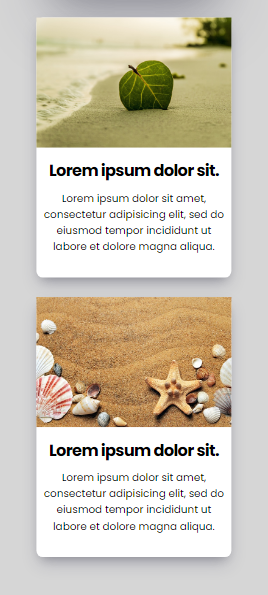 Lorem ipsum dolor sit.
Lorem ipsum dolor sit amet,
consectetur adipisicing elit, sed do
eiusmod tempor incididunt ut
labore et dolore magna aliqua.
Lorem ipsum dolor sit.
Lorem ipsum dolor sit amet,
consectetur adipisicing elit, sed do
eiusmod tempor incididunt ut
labore et dolore magna aliqua.